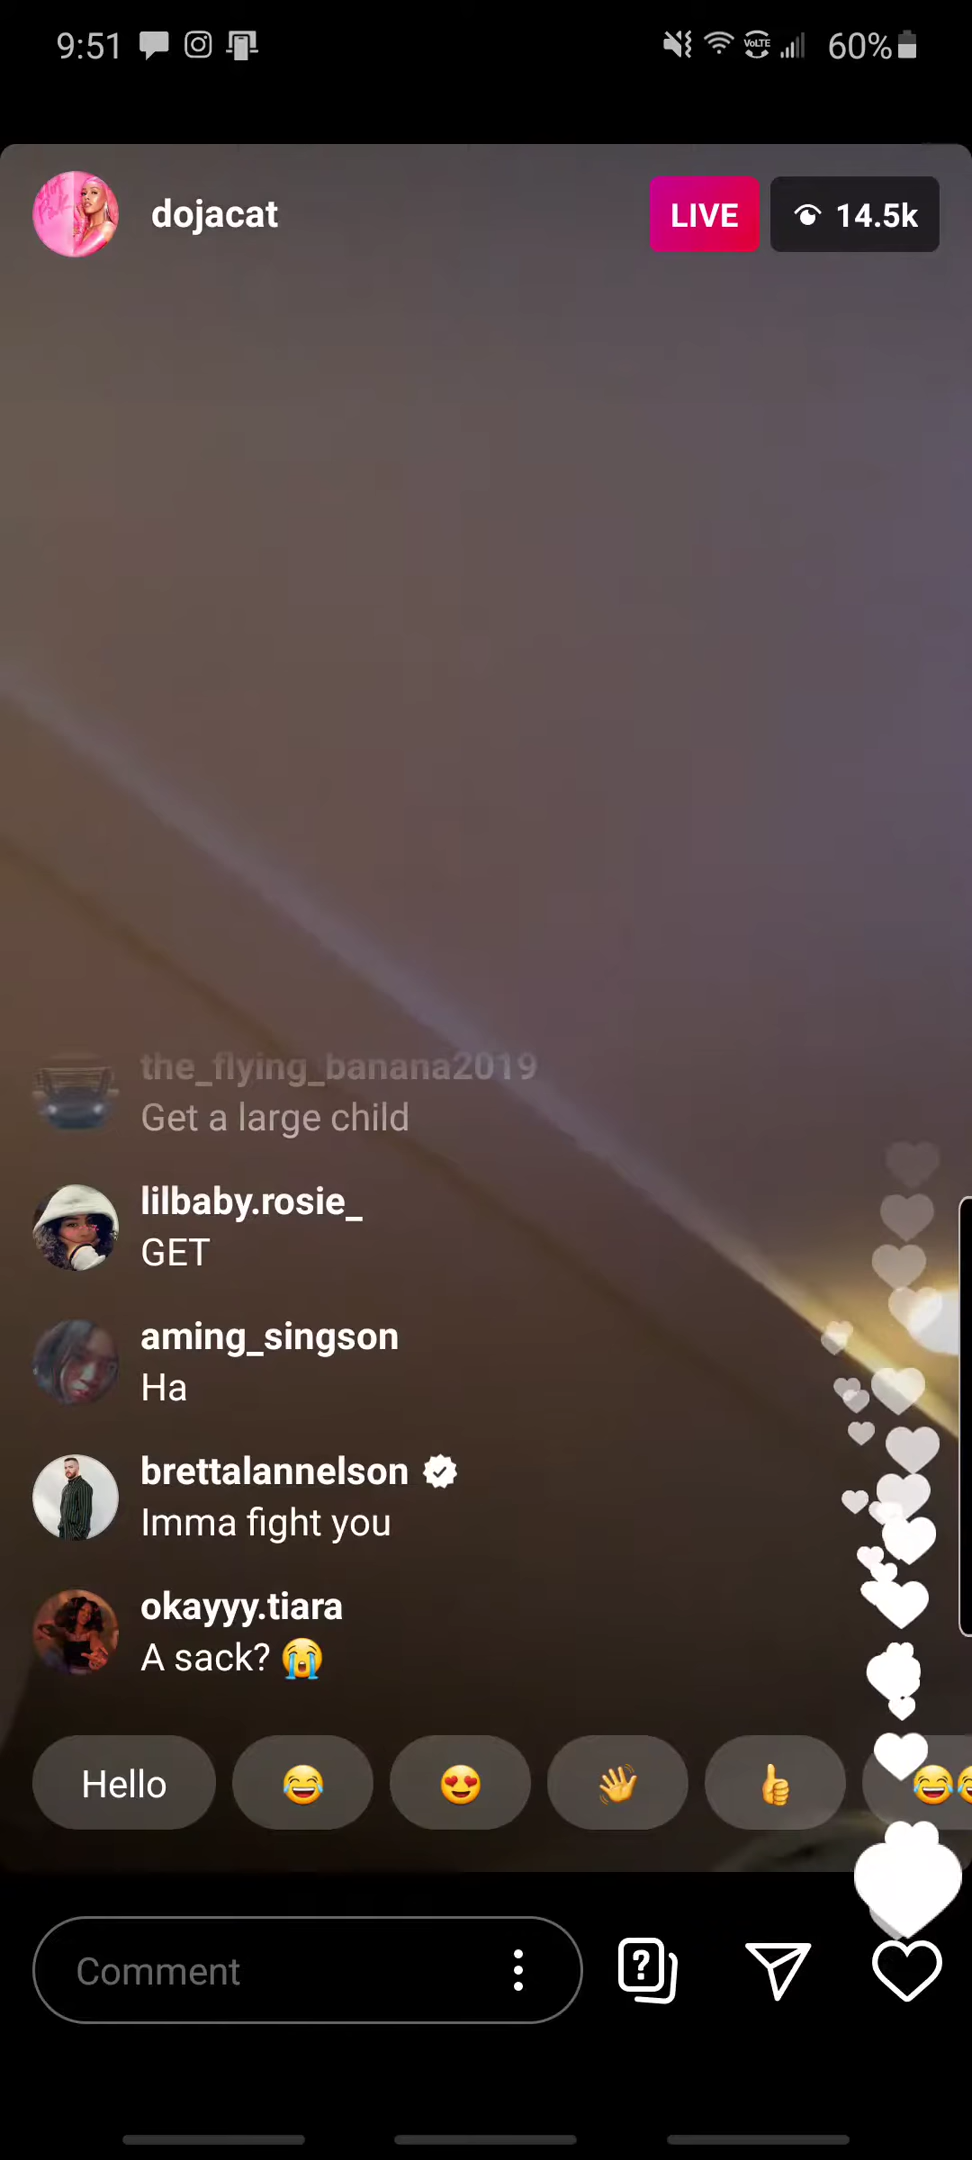 9:51
VoLTE
60%
dojacat
LIVE
14.5k
the_flying_banana2019
Get a large child
lilbaby.rosie_
GET
aming_singson
Ha
brettalannelson
Imma fight you
okayyy.tiara
A sack? 😭
Hello
😂
😍
👋
👍
😂
Comment
?